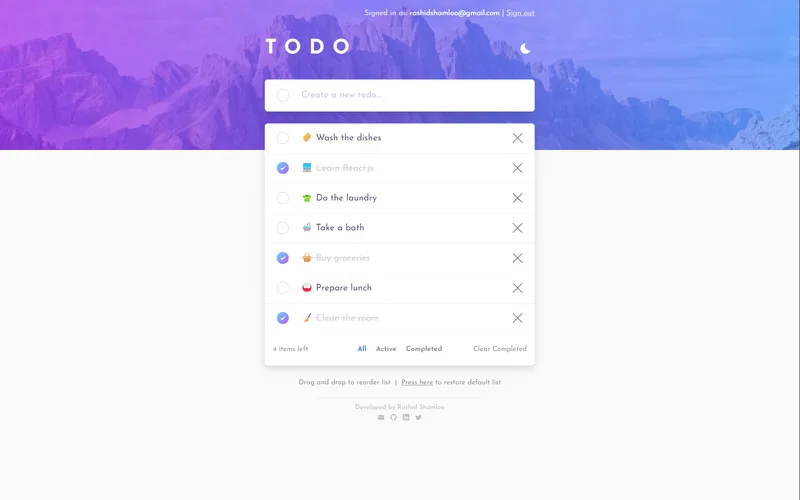 Signed in as: rashidshamloo@gmail.com | Sign out
TODO
Create a new todo...
Wash the dishes
Learn React.js
Do the laundry
Take a bath
Buy groceries
Prepare lunch
Clean the room
4 items left All Active Completed Clear Completed
Drag and drop to reorder list | Press here to restore default list
Developed by Rashid Shamloo